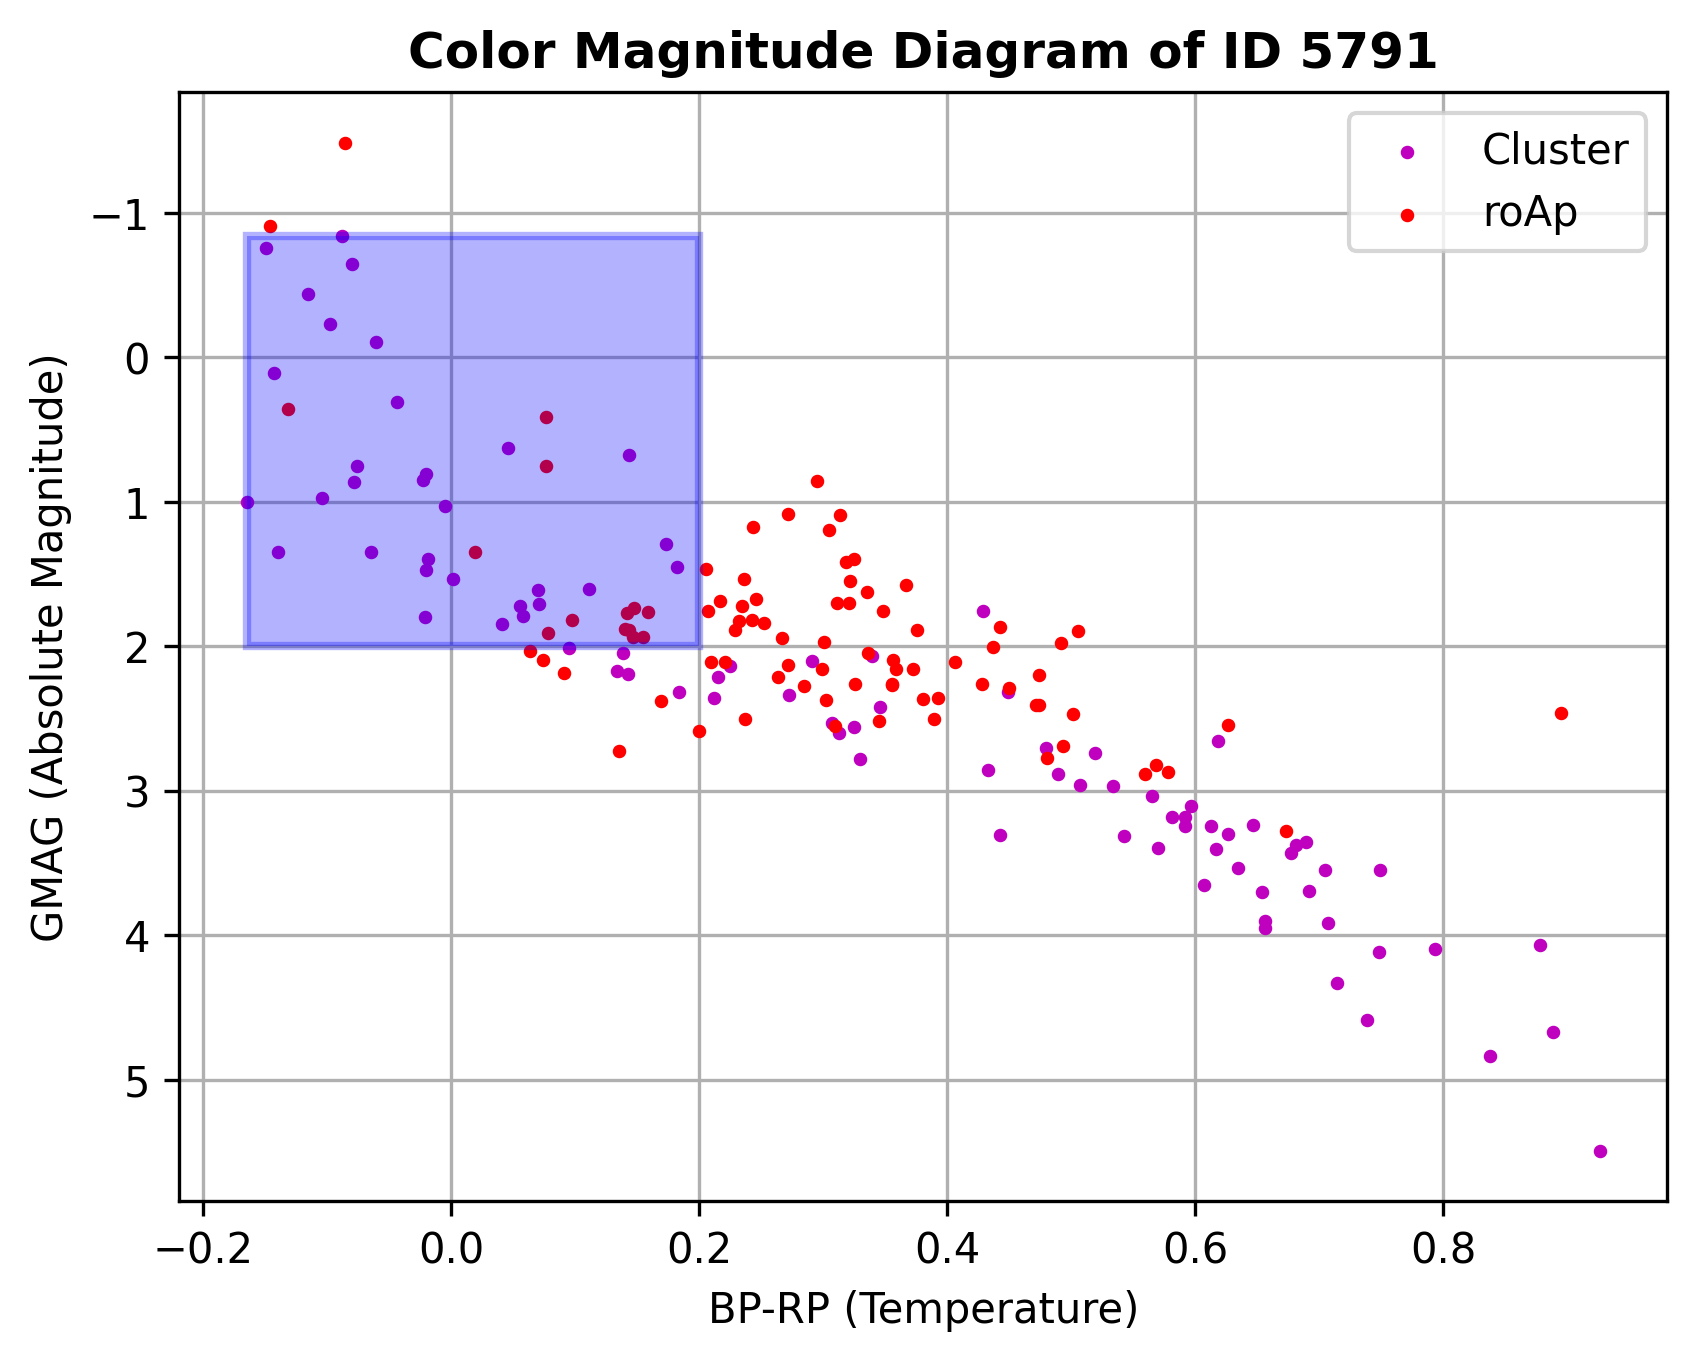 Color Magnitude Diagram of ID 5791
Cluster
roAp
GMAG (Absolute Magnitude)
−1
0
1
2
3
4
5
−0.2 0.0 0.2 0.4 0.6 0.8
BP-RP (Temperature)